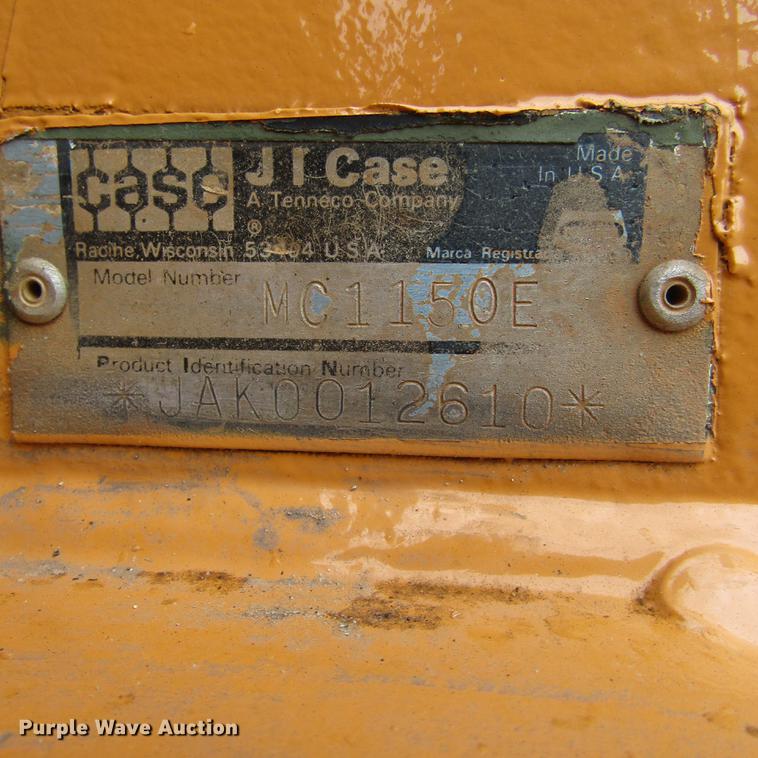 case
J I Case
A Tenneco Company
®
Made
In U.S.A.
Racine, Wisconsin 53404 U.S.A.
Marca
Model Number
MC1150E
Product Identification Number
*JAK0012610*
Purple Wave Auction